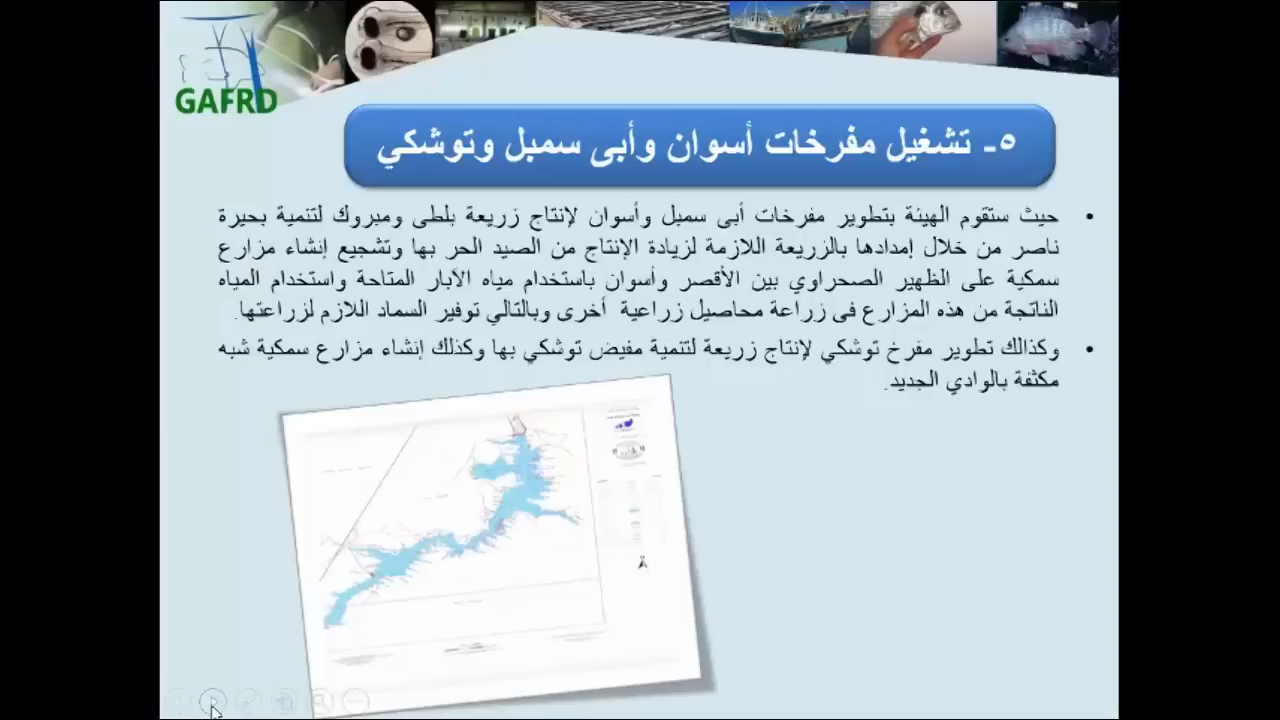 GAFRD
٥- تشغيل مفرخات أسوان وأبى سمبل وتوشكي
• حيث ستقوم الهيئة بتطوير مفرخات أبى سمبل وأسوان لإنتاج زريعة بلطى ومبروك لتنمية بحيرة
ناصر من خلال إمدادها بالزريعة اللازمة لزيادة الإنتاج من الصيد الحر بها وتشجيع إنشاء مزارع
سمكية على الظهير الصحراوي بين الأقصر وأسوان باستخدام مياه الآبار المتاحة واستخدام المياه
الناتجة من هذه المزارع فى زراعة محاصيل زراعية أخرى وبالتالي توفير السماد اللازم لزراعتها.
• وكذالك تطوير مفرخ توشكي لإنتاج زريعة لتنمية مفيض توشكي بها وكذلك إنشاء مزارع سمكية شبه
مكثفة بالوادي الجديد.